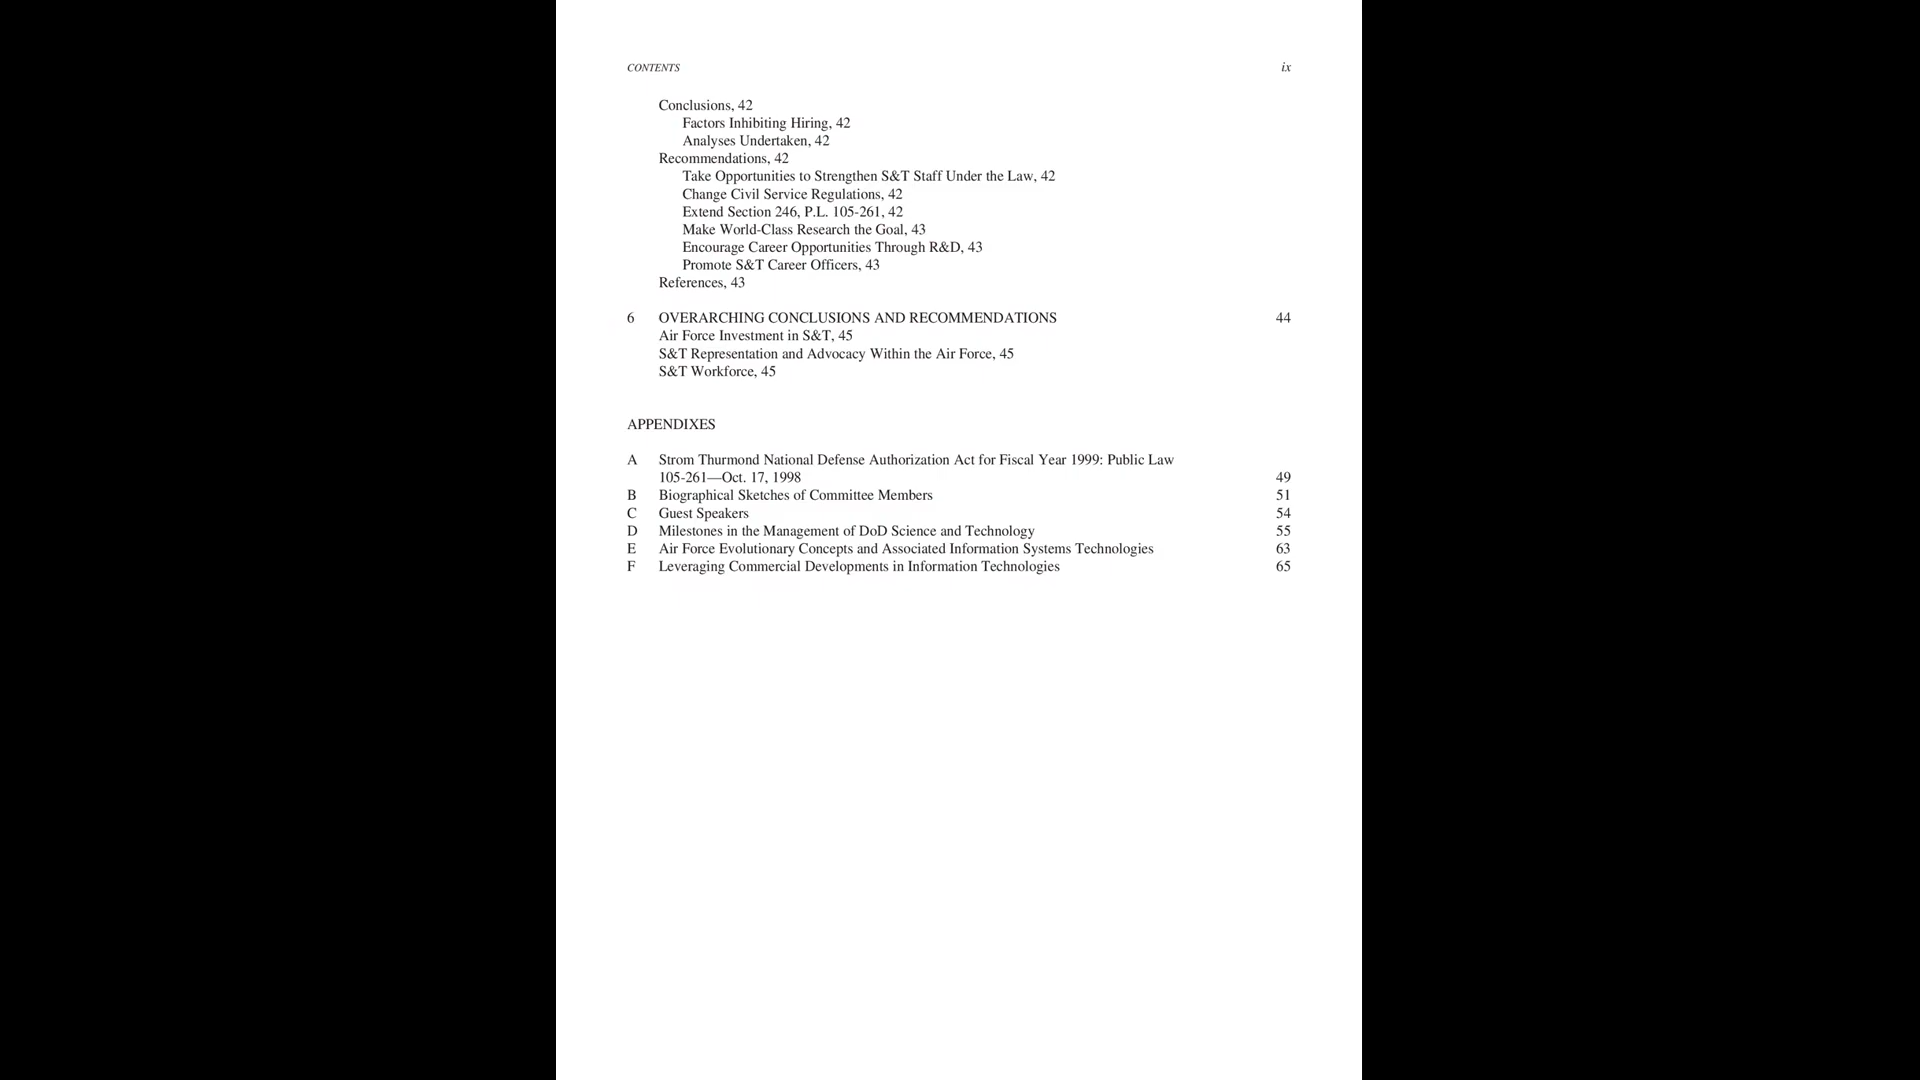 CONTENTS ix
Conclusions, 42
Factors Inhibiting Hiring, 42
Analyses Undertaken, 42
Recommendations, 42
Take Opportunities to Strengthen S&T Staff Under the Law, 42
Change Civil Service Regulations, 42
Extend Section 246, P.L. 105-261, 42
Make World-Class Research the Goal, 43
Encourage Career Opportunities Through R&D, 43
Promote S&T Career Officers, 43
References, 43
6 OVERARCHING CONCLUSIONS AND RECOMMENDATIONS 44
Air Force Investment in S&T, 45
S&T Representation and Advocacy Within the Air Force, 45
S&T Workforce, 45
APPENDIXES
A Strom Thurmond National Defense Authorization Act for Fiscal Year 1999: Public Law
105-261—Oct. 17, 1998 49
B Biographical Sketches of Committee Members 51
C Guest Speakers 54
D Milestones in the Management of DoD Science and Technology 55
E Air Force Evolutionary Concepts and Associated Information Systems Technologies 63
F Leveraging Commercial Developments in Information Technologies 65